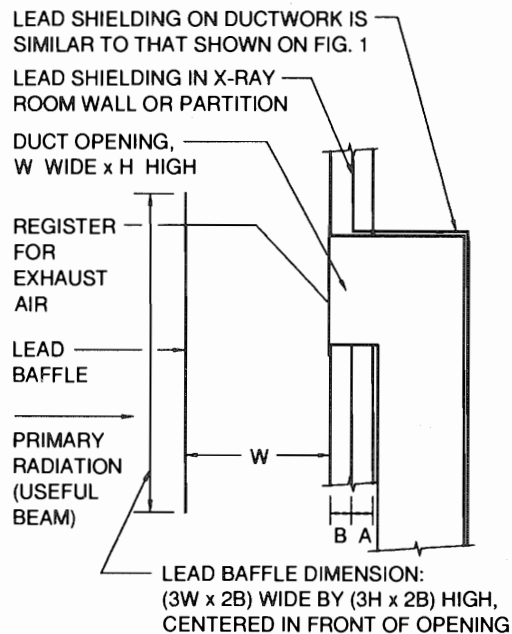 LEAD SHIELDING ON DUCTWORK IS
SIMILAR TO THAT SHOWN ON FIG. 1
LEAD SHIELDING IN X-RAY
ROOM WALL OR PARTITION
DUCT OPENING,
W WIDE x H HIGH
REGISTER
FOR
EXHAUST
AIR
LEAD
BAFFLE
PRIMARY
RADIATION
(USEFUL
BEAM)
W
B A
LEAD BAFFLE DIMENSION:
(3W x 2B) WIDE BY (3H x 2B) HIGH,
CENTERED IN FRONT OF OPENING